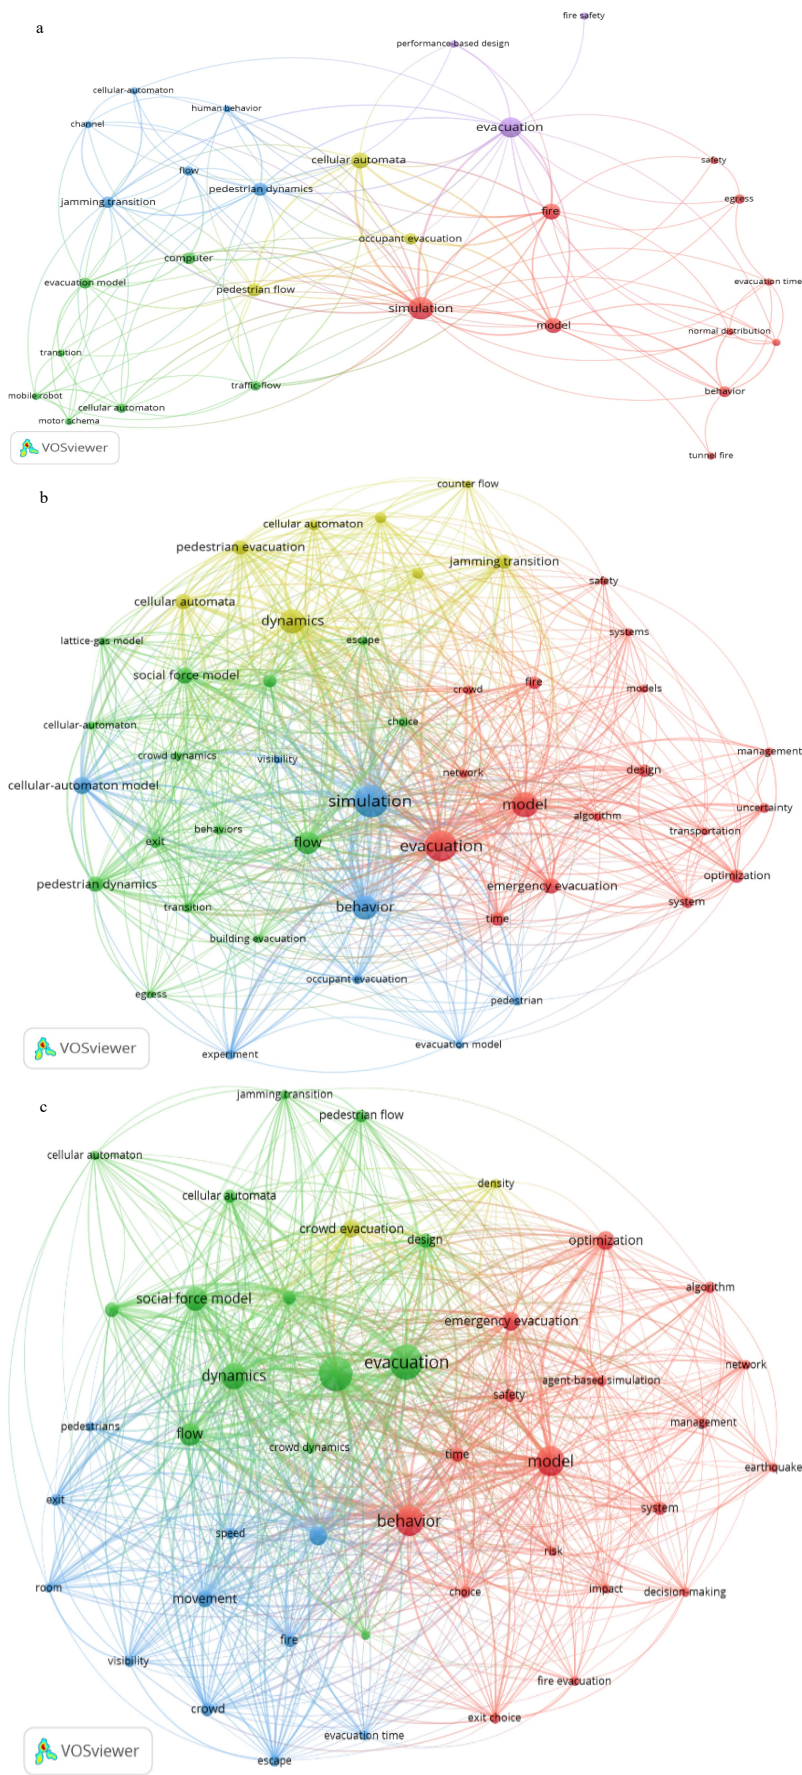 a
fire safety
performance-based design
cellular-automaton
human behavior
channel
evacuation
cellular automata
safety
flow
pedestrian dynamics
jamming transition
egress
fire
occupant evacuation
computer
evacuation model
pedestrian flow
evacuation time
simulation
model
normal distribution
transition
traffic-flow
behavior
mobile robot
cellular automaton
motor schema
VOSviewer
tunnel fire
b
counter flow
cellular automaton
pedestrian evacuation
jamming transition
safety
cellular automata
dynamics
systems
lattice-gas model
escape
social force model
fire
crowd
models
choice
cellular-automaton
management
crowd dynamics
visibility
network
design
cellular-automaton model
simulation
model
uncertainty
algorithm
behaviors
transportation
exit
flow
evacuation
optimization
pedestrian dynamics
emergency evacuation
system
transition
behavior
time
building evacuation
occupant evacuation
egress
pedestrian
evacuation model
VOSviewer
experiment
c
jamming transition
pedestrian flow
cellular automaton
density
cellular automata
crowd evacuation
design
optimization
algorithm
social force model
emergency evacuation
evacuation
network
dynamics
agent-based simulation
safety
pedestrians
management
flow
crowd dynamics
time
model
earthquake
exit
system
behavior
speed
risk
room
choice
impact
decision-making
movement
fire
visibility
fire evacuation
crowd
exit choice
evacuation time
VOSviewer
escape